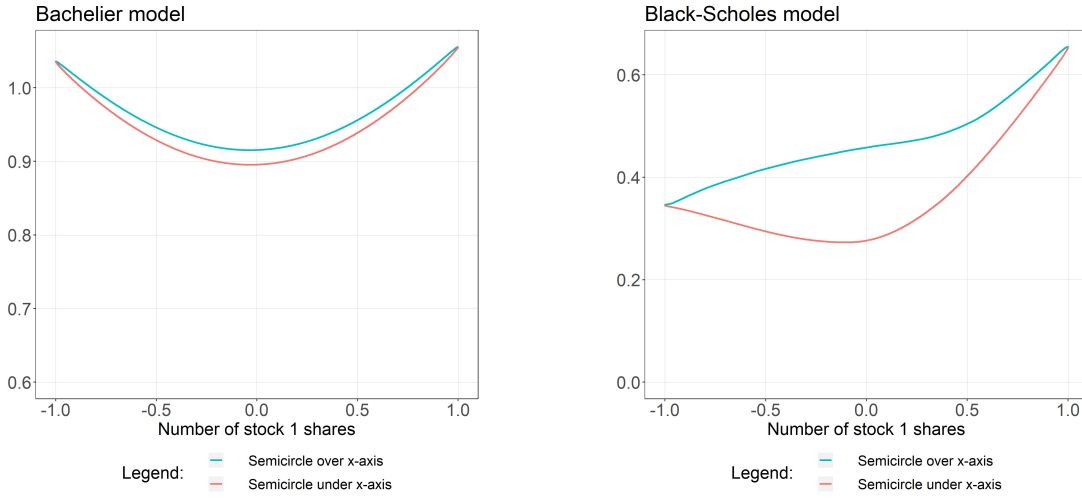 Bachelier model
1.0
0.9
0.8
0.7
0.6
-1.0 -0.5 0.0 0.5 1.0
Number of stock 1 shares
Legend:
Semicircle over x-axis
Semicircle under x-axis
Black-Scholes model
0.6
0.4
0.2
0.0
-1.0 -0.5 0.0 0.5 1.0
Number of stock 1 shares
Legend:
Semicircle over x-axis
Semicircle under x-axis